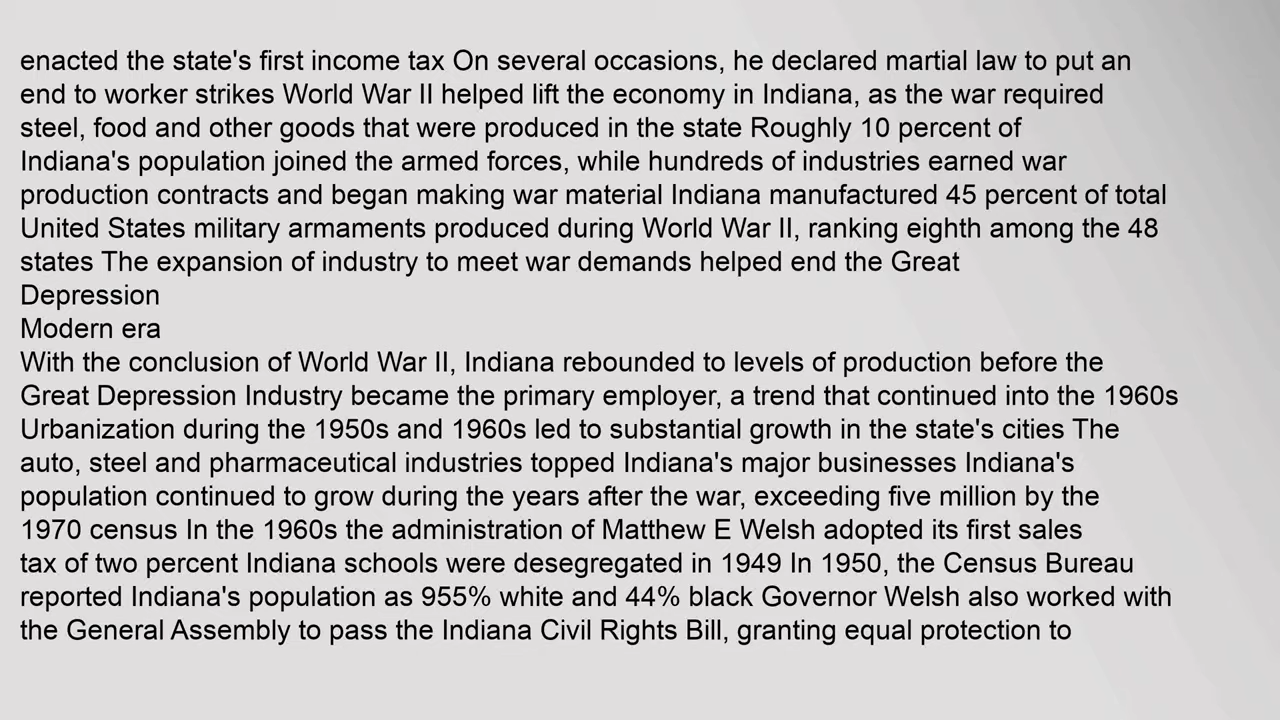 enacted the state's first income tax On several occasions, he declared martial law to put an
end to worker strikes World War II helped lift the economy in Indiana, as the war required
steel, food and other goods that were produced in the state Roughly 10 percent of
Indiana's population joined the armed forces, while hundreds of industries earned war
production contracts and began making war material Indiana manufactured 45 percent of total
United States military armaments produced during World War II, ranking eighth among the 48
states The expansion of industry to meet war demands helped end the Great
Depression
Modern era
With the conclusion of World War II, Indiana rebounded to levels of production before the
Great Depression Industry became the primary employer, a trend that continued into the 1960s
Urbanization during the 1950s and 1960s led to substantial growth in the state's cities The
auto, steel and pharmaceutical industries topped Indiana's major businesses Indiana's
population continued to grow during the years after the war, exceeding five million by the
1970 census In the 1960s the administration of Matthew E Welsh adopted its first sales
tax of two percent Indiana schools were desegregated in 1949 In 1950, the Census Bureau
reported Indiana's population as 955% white and 44% black Governor Welsh also worked with
the General Assembly to pass the Indiana Civil Rights Bill, granting equal protection to